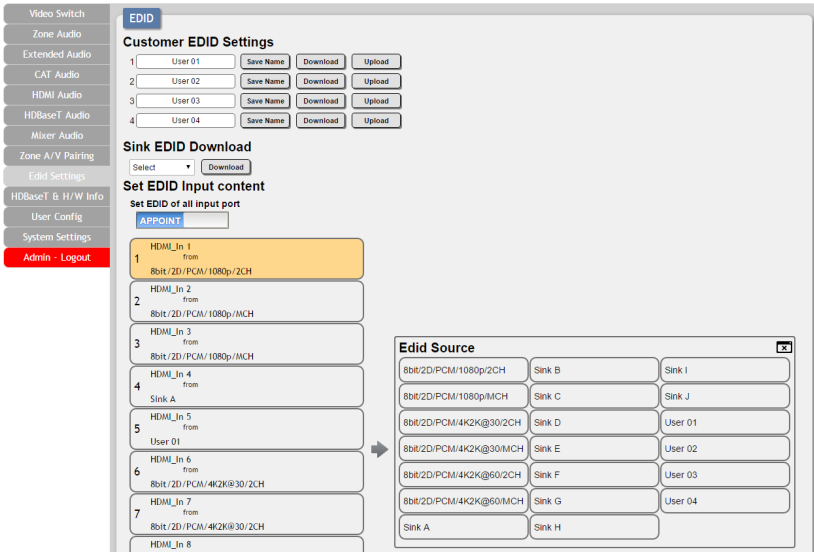 Video Switch
Zone Audio
Extended Audio
CAT Audio
HDMI Audio
HDBaseT Audio
Mixer Audio
Zone A/V Pairing
Edid Settings
HDBaseT & H/W Info
User Config
System Settings
Admin - Logout
EDID
Customer EDID Settings
1 User 01 Save Name Download Upload
2 User 02 Save Name Download Upload
3 User 03 Save Name Download Upload
4 User 04 Save Name Download Upload
Sink EDID Download
Select Download
Set EDID Input content
Set EDID of all input port
APPOINT
HDMI_In 1
1 from
8bit/2D/PCM/1080p/2CH
HDMI_In 2
2 from
8bit/2D/PCM/1080p/MCH
HDMI_In 3
3 from
8bit/2D/PCM/1080p/MCH
HDMI_In 4
4 from
Sink A
HDMI_In 5
5 from
User 01
HDMI_In 6
6 from
8bit/2D/PCM/4K2K@30/2CH
HDMI_In 7
7 from
8bit/2D/PCM/4K2K@30/2CH
HDMI_In 8
Edid Source
8bit/2D/PCM/1080p/2CH Sink B Sink I
8bit/2D/PCM/1080p/MCH Sink C Sink J
8bit/2D/PCM/4K2K@30/2CH Sink D User 01
8bit/2D/PCM/4K2K@30/MCH Sink E User 02
8bit/2D/PCM/4K2K@60/2CH Sink F User 03
8bit/2D/PCM/4K2K@60/MCH Sink G User 04
Sink A Sink H